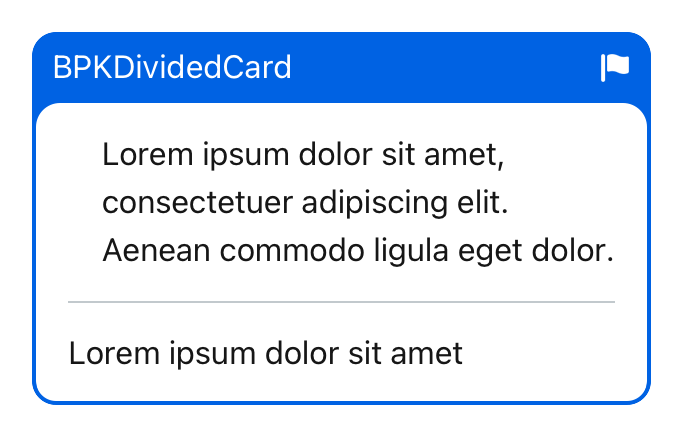 BPKDividedCard
Lorem ipsum dolor sit amet,
consectetuer adipiscing elit.
Aenean commodo ligula eget dolor.
Lorem ipsum dolor sit amet